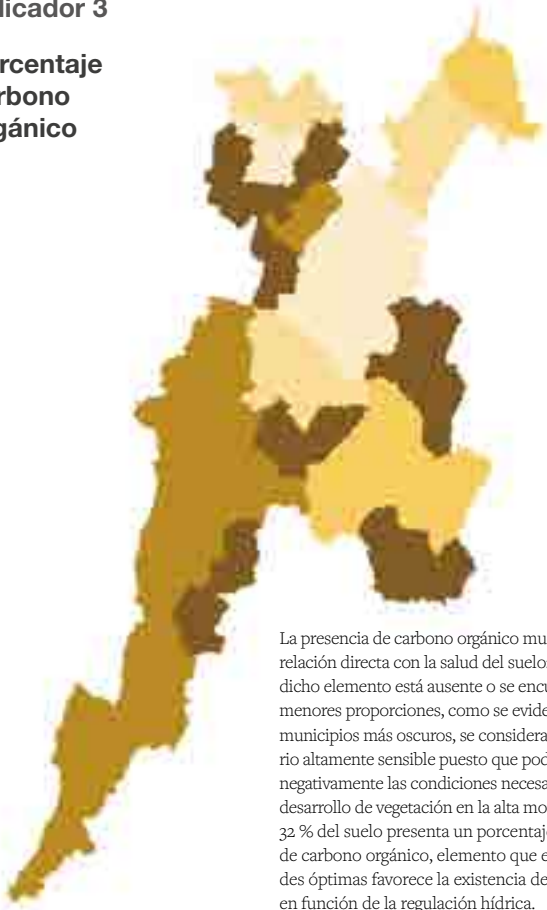 licador 3
rcentaje
rbono
gánico
La presencia de carbono orgánico mu
relación directa con la salud del suelo
dicho elemento está ausente o se encu
menores proporciones, como se evide
municipios más oscuros, se considera
rio altamente sensible puesto que pod
negativamente las condiciones necesa
desarrollo de vegetación en la alta mo
32 % del suelo presenta un porcentaje
de carbono orgánico, elemento que e
des óptimas favorece la existencia de
en función de la regulación hídrica.